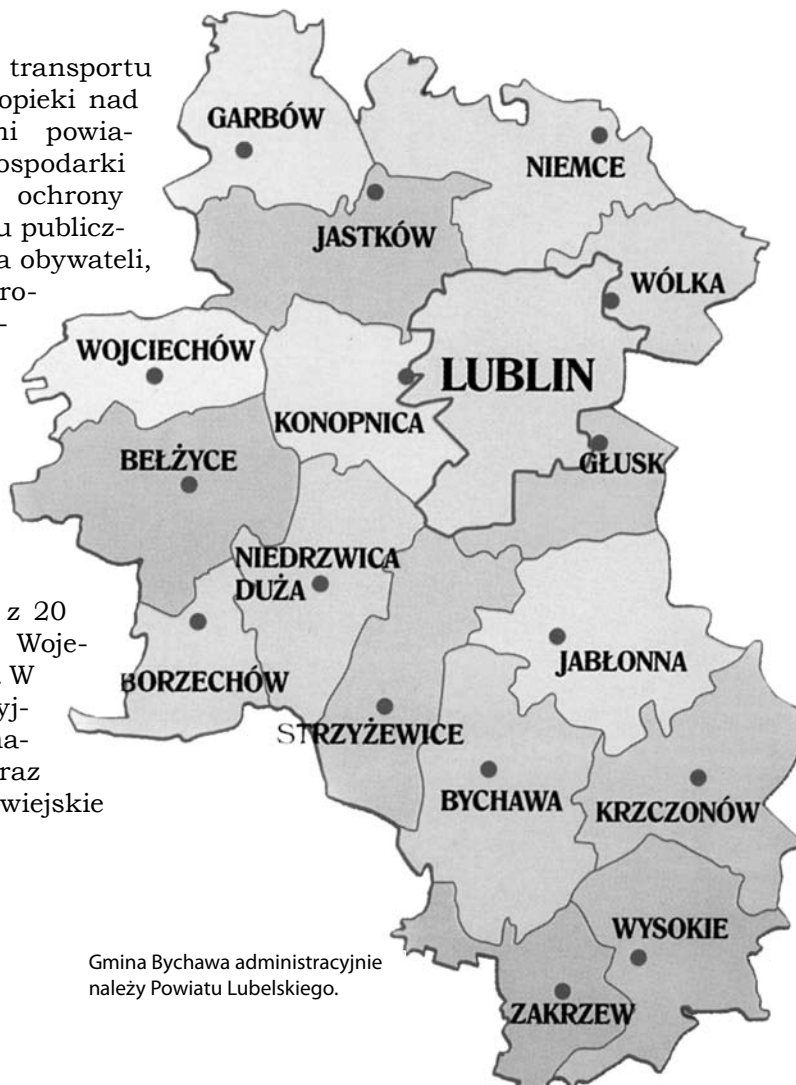 transportu
opieki nad
ni powia-
ospodarki
ochrony
u publicz-
a obywateli,
ro-
-
z 20
Woje-
. W
yj-
na-
raz
wiejskie
GARBÓW
NIEMCE
JASTKÓW
WÓLKA
WOJCIECHÓW
LUBLIN
KONOPNICA
BEŁŻYCE
GŁUSK
NIEDRZWICA
DUŻA
JABŁONNA
BORZECHÓW
STRZYŻEWICE
BYCHAWA
KRZCZONÓW
WYSOKIE
ZAKRZEW
Gmina Bychawa administracyjnie
należy Powiatu Lubelskiego.